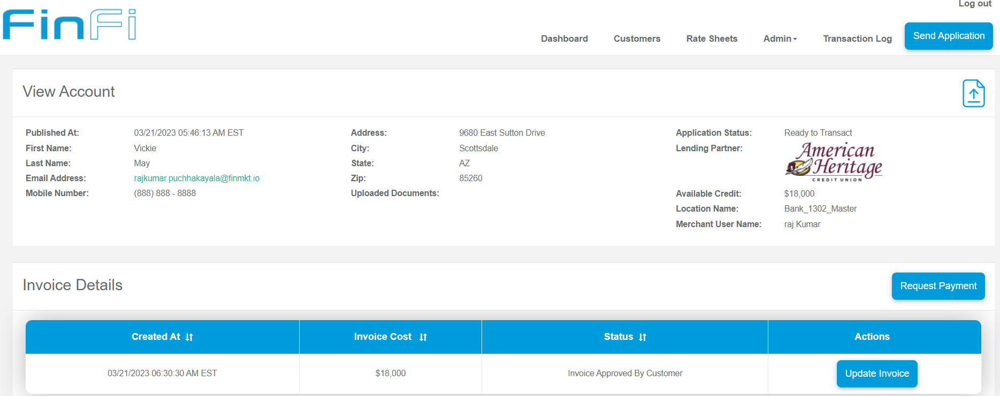 FinFi
Log out
Dashboard Customers Rate Sheets Admin Transaction Log Send Application
View Account
Published At: 03/21/2023 05:46:13 AM EST Address: 9680 East Sutton Drive Application Status: Ready to Transact
First Name: Vickie City: Scottsdale Lending Partner: American Heritage CREDIT UNION
Last Name: May State: AZ
Email Address: rajkumar.puchhakayala@finmkt.io Zip: 85260
Mobile Number: (888) 888 - 8888 Uploaded Documents: Available Credit: $18,000
Location Name: Bank_1302_Master
Merchant User Name: raj Kumar
Invoice Details Request Payment
Created At Invoice Cost Status Actions
03/21/2023 06:30:30 AM EST $18,000 Invoice Approved By Customer Update Invoice